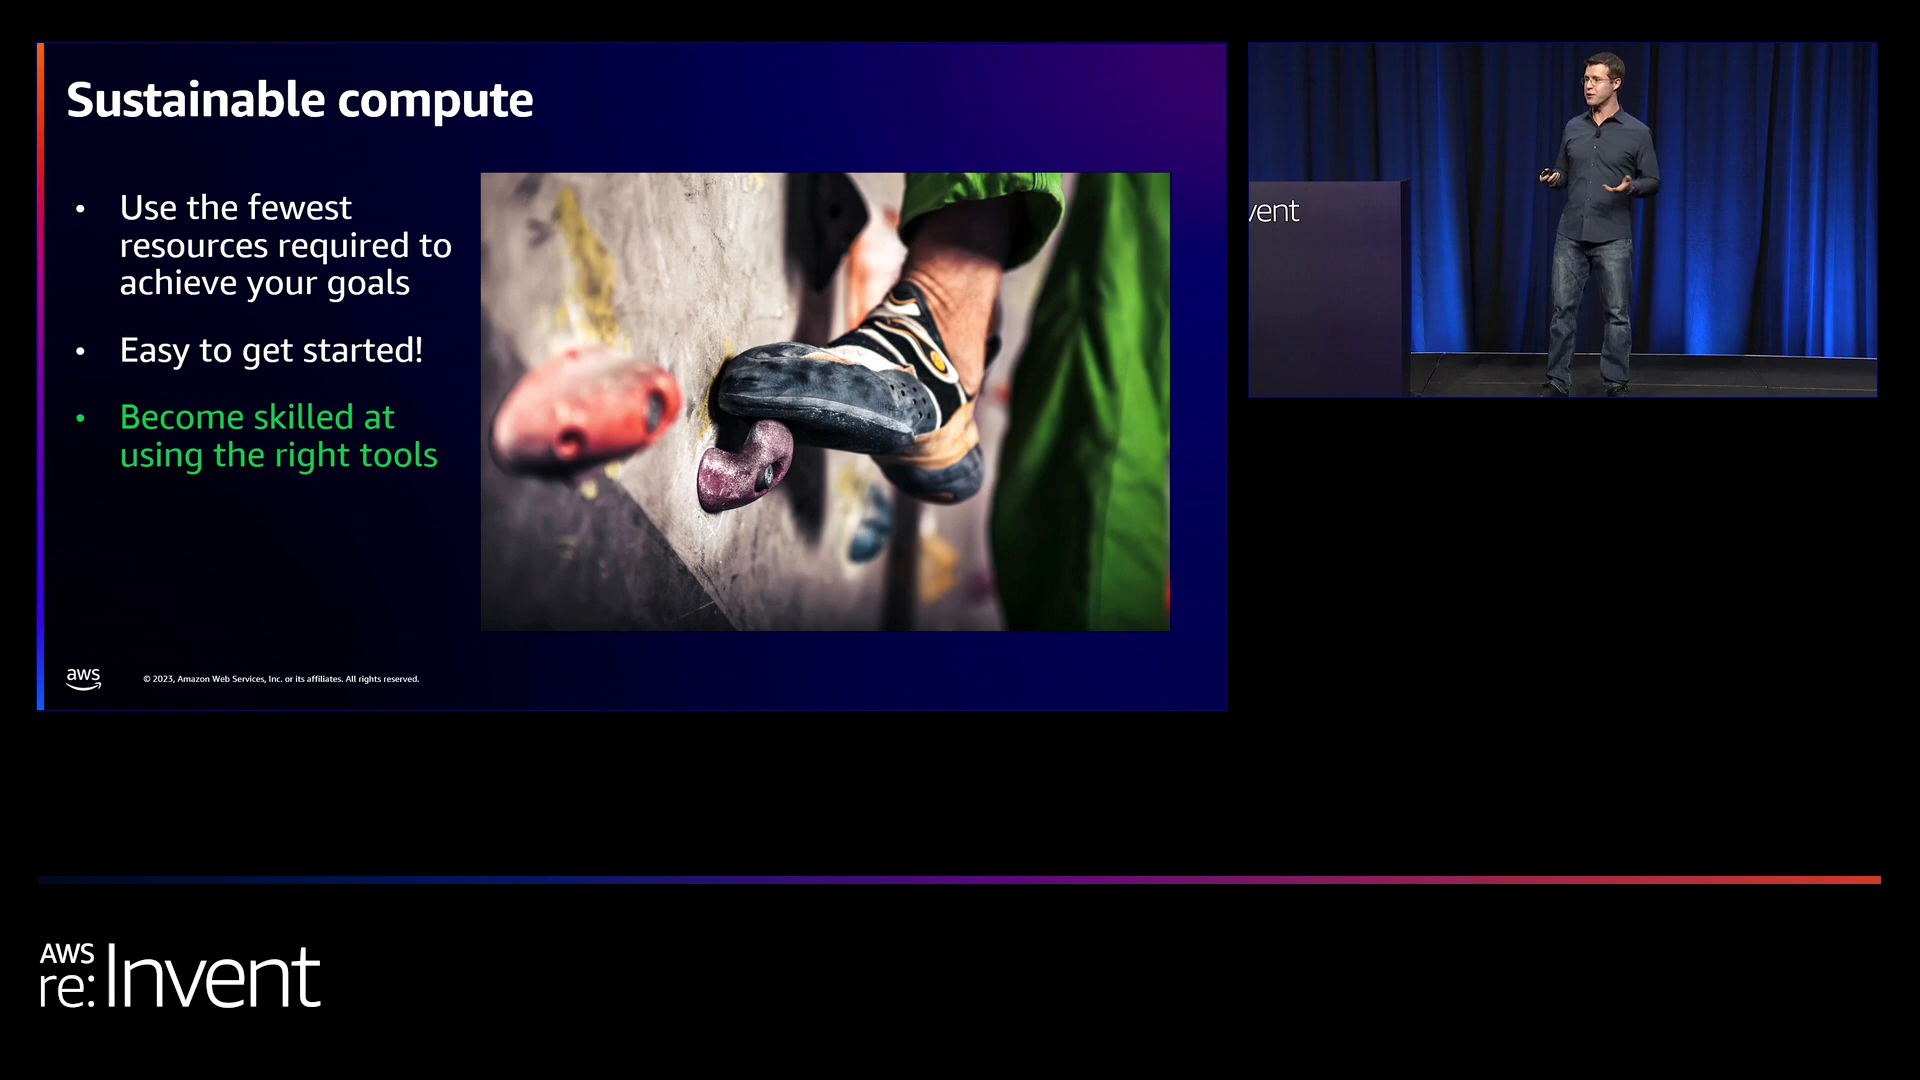 Sustainable compute
• Use the fewest
resources required to
achieve your goals
• Easy to get started!
• Become skilled at
using the right tools
aws
© 2023, Amazon Web Services, Inc. or its affiliates. All rights reserved.
vent
AWS
re:Invent